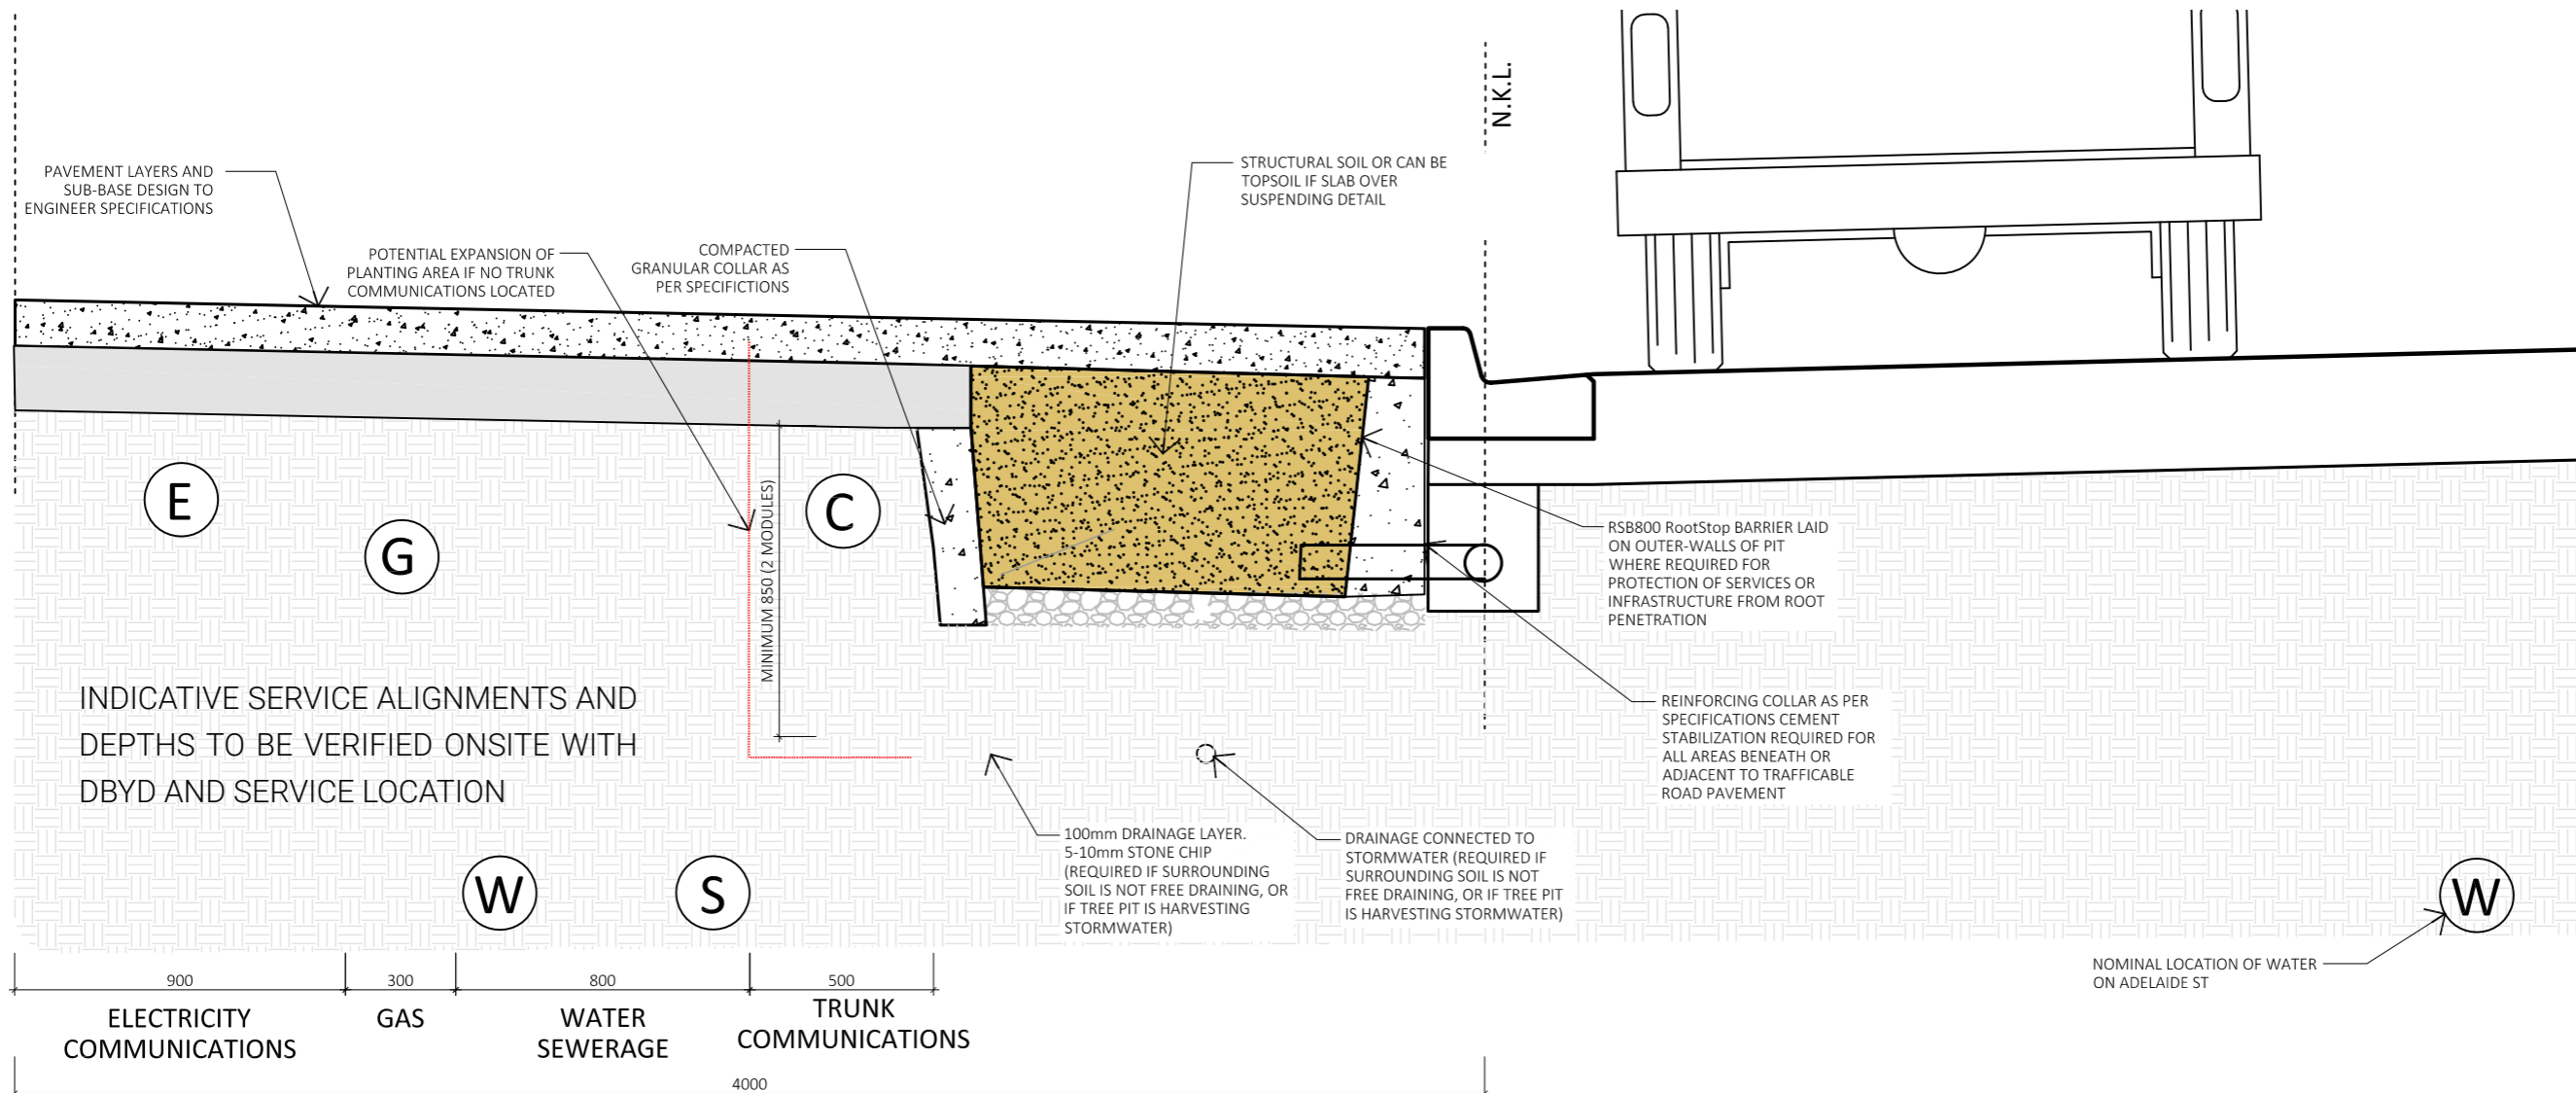 N.K.L.
PAVEMENT LAYERS AND
SUB-BASE DESIGN TO
ENGINEER SPECIFICATIONS
POTENTIAL EXPANSION OF
PLANTING AREA IF NO TRUNK
COMMUNICATIONS LOCATED
COMPACTED
GRANULAR COLLAR AS
PER SPECIFICTIONS
STRUCTURAL SOIL OR CAN BE
TOPSOIL IF SLAB OVER
SUSPENDING DETAIL
E
G
C
MINIMUM 850 (2 MODULES)
RSB800 RootStop BARRIER LAID
ON OUTER-WALLS OF PIT
WHERE REQUIRED FOR
PROTECTION OF SERVICES OR
INFRASTRUCTURE FROM ROOT
PENETRATION
INDICATIVE SERVICE ALIGNMENTS AND
DEPTHS TO BE VERIFIED ONSITE WITH
DBYD AND SERVICE LOCATION
REINFORCING COLLAR AS PER
SPECIFICATIONS CEMENT
STABILIZATION REQUIRED FOR
ALL AREAS BENEATH OR
ADJACENT TO TRAFFICABLE
ROAD PAVEMENT
W
S
100mm DRAINAGE LAYER.
5-10mm STONE CHIP
(REQUIRED IF SURROUNDING
SOIL IS NOT FREE DRAINING, OR
IF TREE PIT IS HARVESTING
STORMWATER)
DRAINAGE CONNECTED TO
STORMWATER (REQUIRED IF
SURROUNDING SOIL IS NOT
FREE DRAINING, OR IF TREE PIT
IS HARVESTING STORMWATER)
W
NOMINAL LOCATION OF WATER
ON ADELAIDE ST
900
300
800
500
ELECTRICITY
COMMUNICATIONS
GAS
WATER
SEWERAGE
TRUNK
COMMUNICATIONS
4000